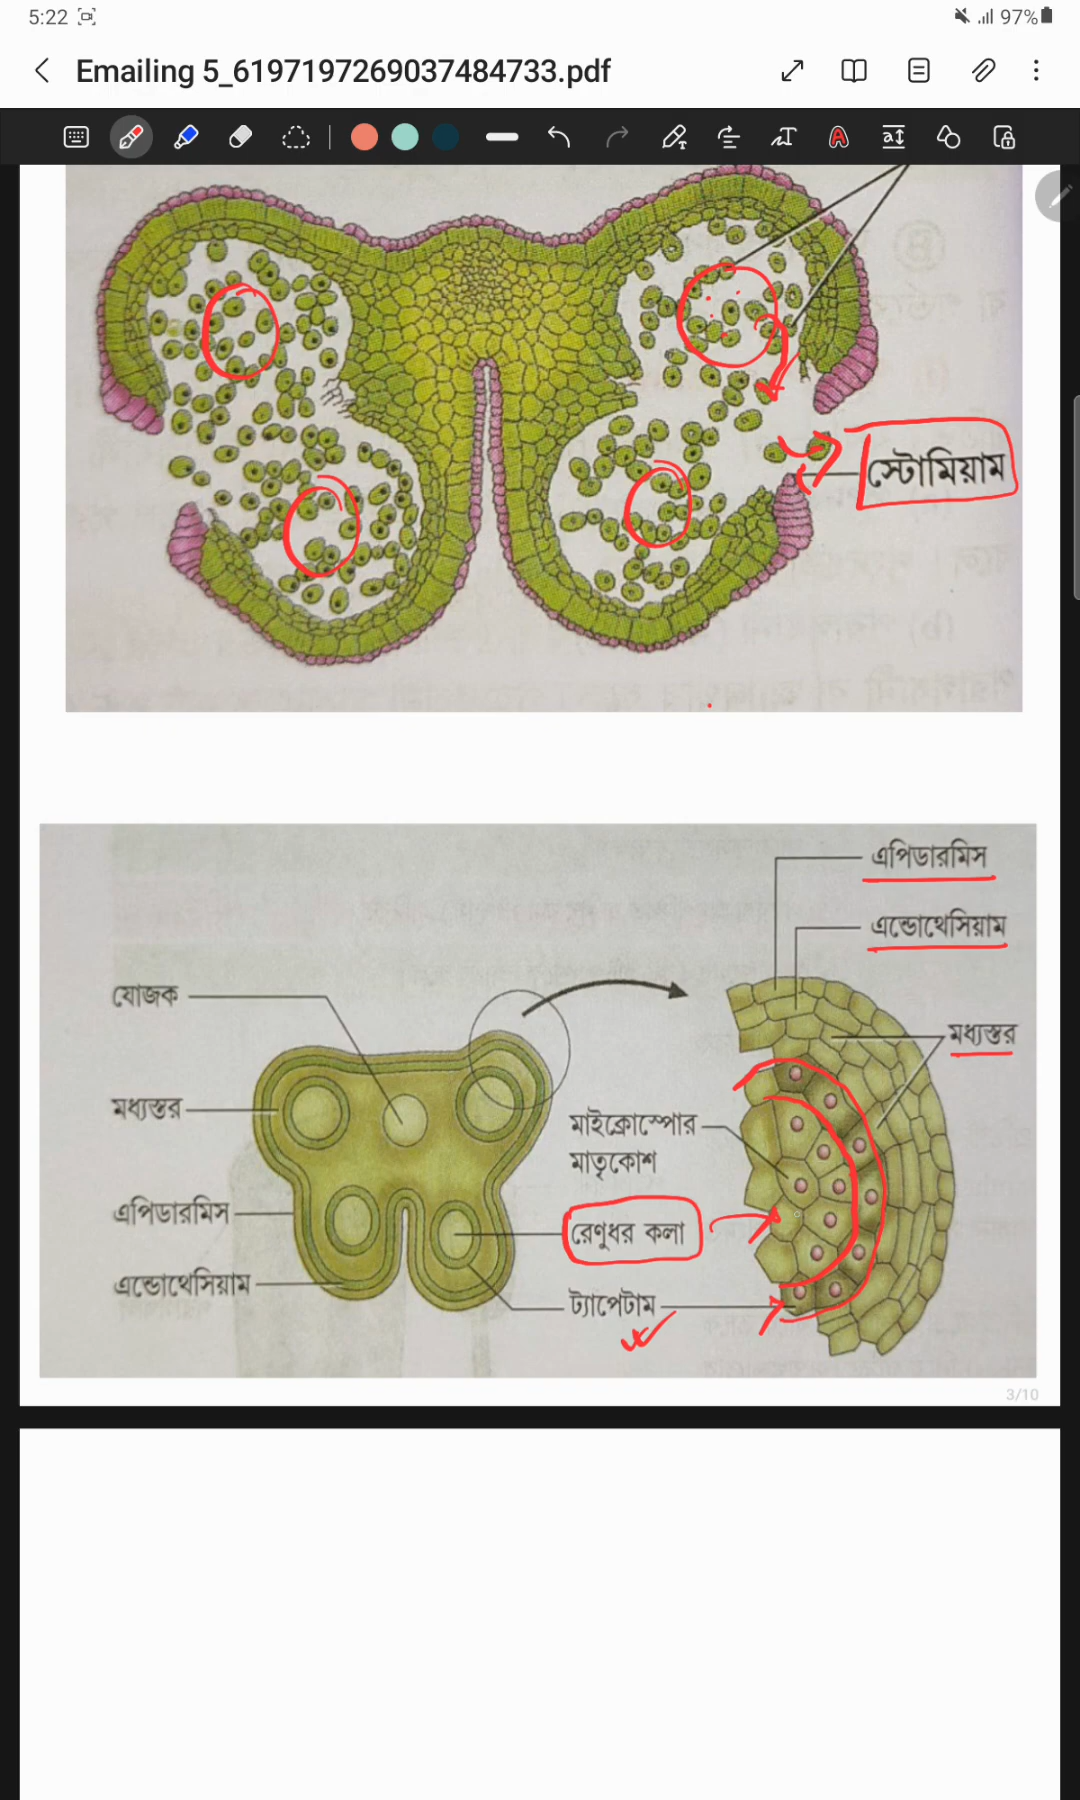 5:22
97%
Emailing 5_6197197269037484733.pdf
স্টোমিয়াম
এপিডারমিস
এন্ডোথেসিয়াম
যোজক
মধ্যস্তর
মধ্যস্তর
মাইক্রোস্পোর
মাতৃকোশ
এপিডারমিস
রেণুধর কলা
এন্ডোথেসিয়াম
ট্যাপেটাম
3/10